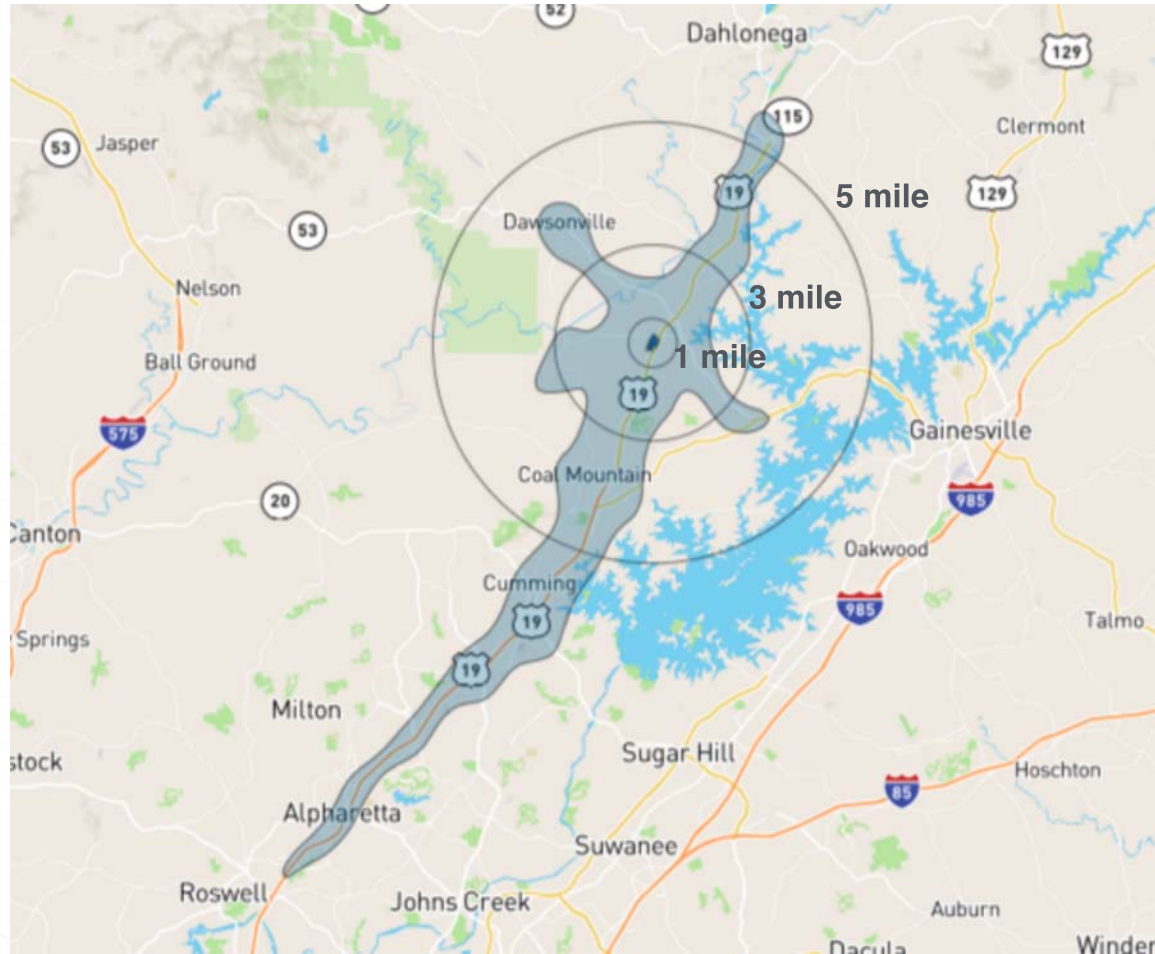 52
Dahlonega
129
115
Clermont
53
Jasper
129
5 mile
Dawsonville
53
19
Nelson
3 mile
1 mile
Ball Ground
19
575
Gainesville
Coal Mountain
985
20
Canton
Oakwood
Cumming
985
19
Talmo
Springs
19
Milton
Sugar Hill
stock
Hoschton
85
Alpharetta
Suwanee
Roswell
Johns Creek
Auburn
Dacula
Winder